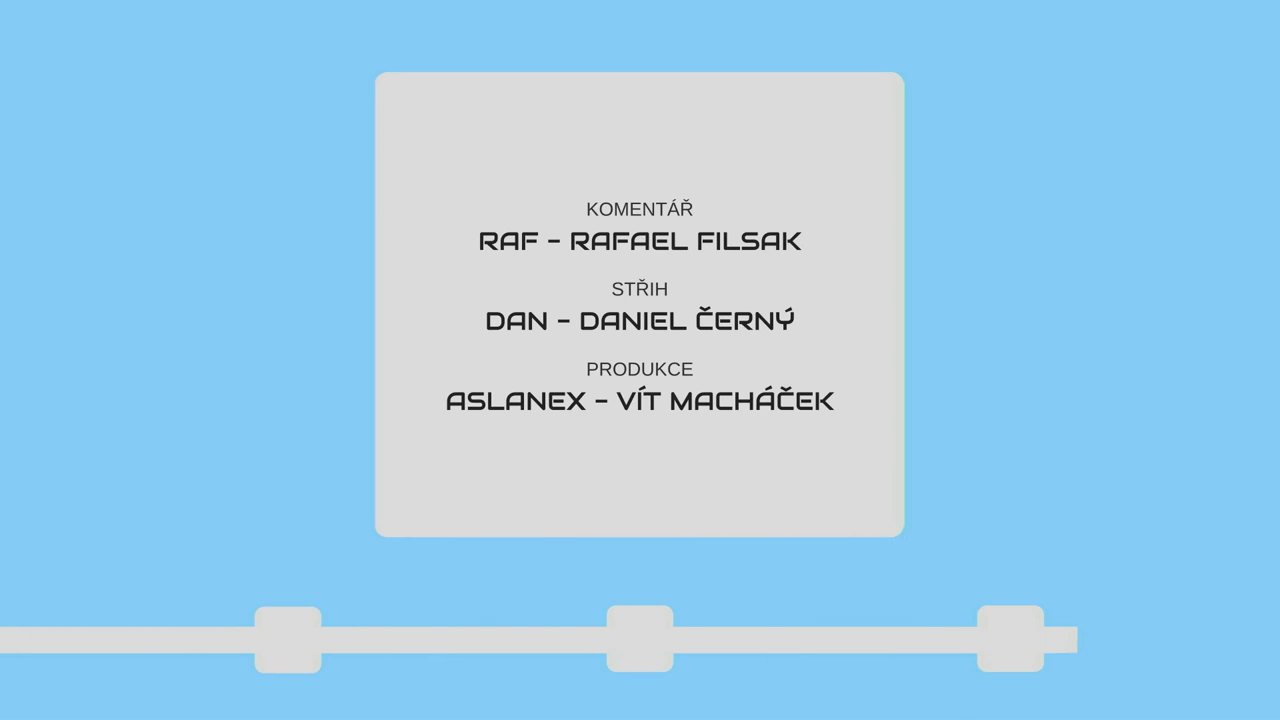 KOMENTÁŘ
RAF - RAFAEL FILSAK
STŘIH
DAN - DANIEL ČERNÝ
PRODUKCE
ASLANEX - VÍT MACHÁČEK